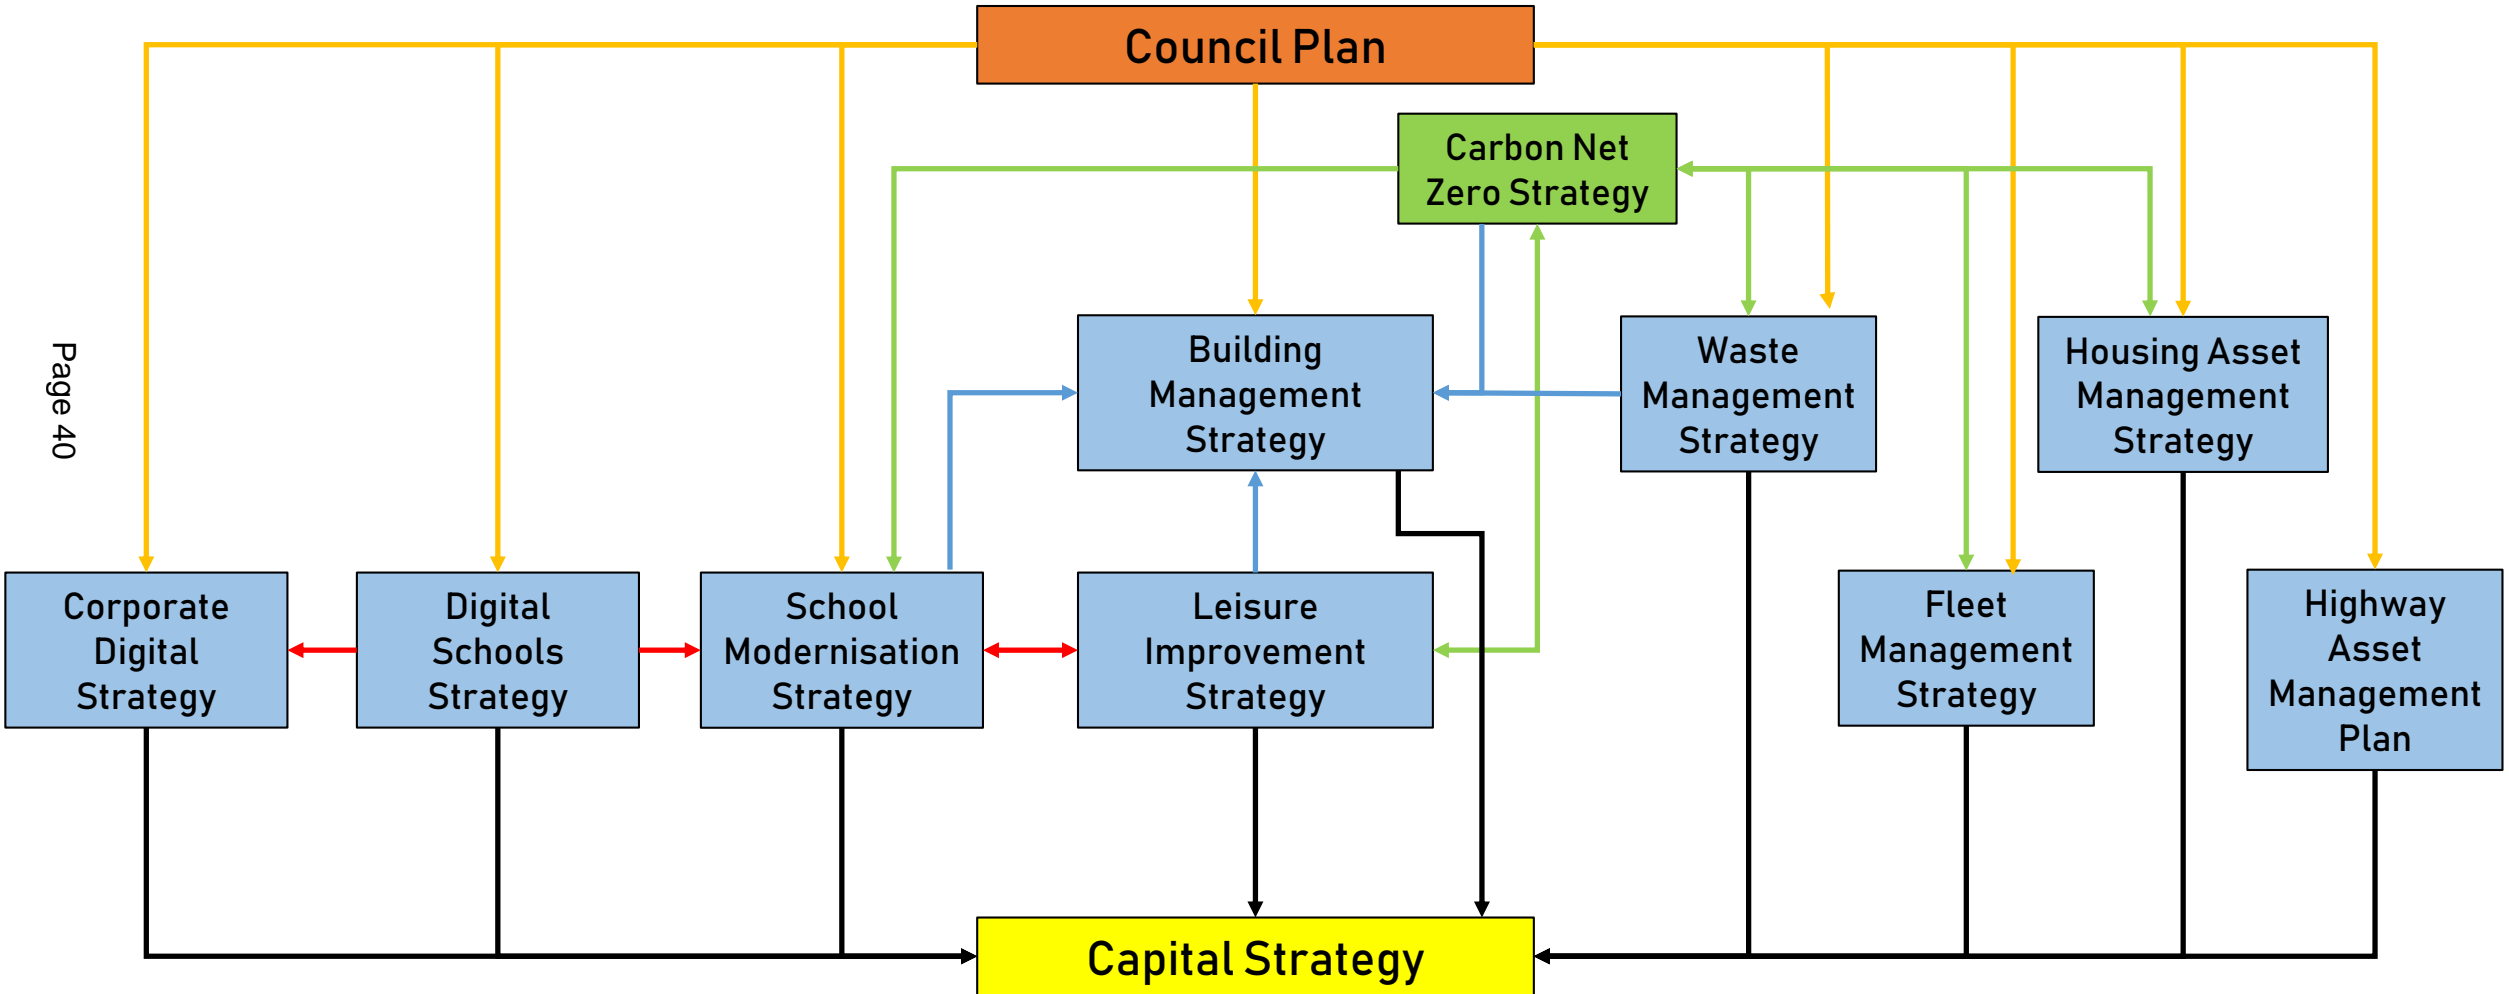 Council Plan
Carbon Net
Zero Strategy
Building
Management
Strategy
Waste
Management
Strategy
Housing Asset
Management
Strategy
Page 40
Corporate
Digital
Strategy
Digital
Schools
Strategy
School
Modernisation
Strategy
Leisure
Improvement
Strategy
Fleet
Management
Strategy
Highway
Asset
Management
Plan
Capital Strategy